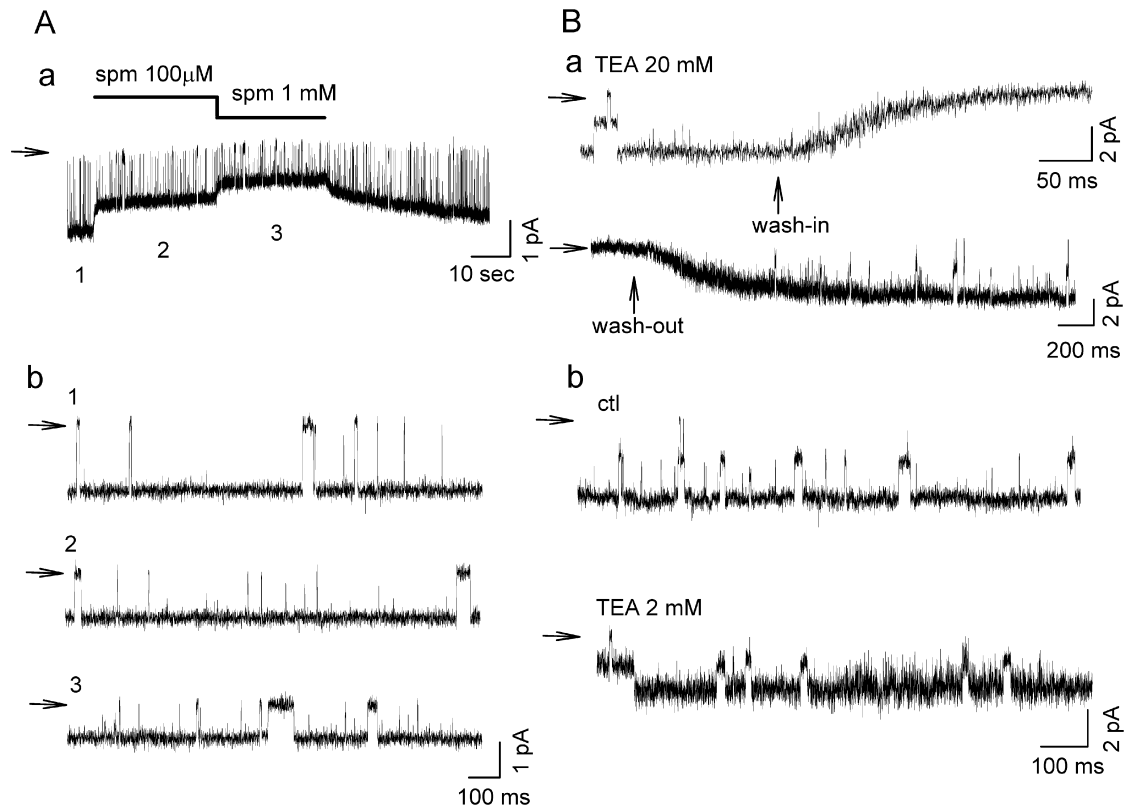 A
a
spm 100µM
spm 1 mM
1
2
3
1 pA
10 sec
b
1
2
3
1 pA
100 ms
B
a
TEA 20 mM
2 pA
50 ms
wash-in
wash-out
2 pA
200 ms
b
ctl
TEA 2 mM
2 pA
100 ms